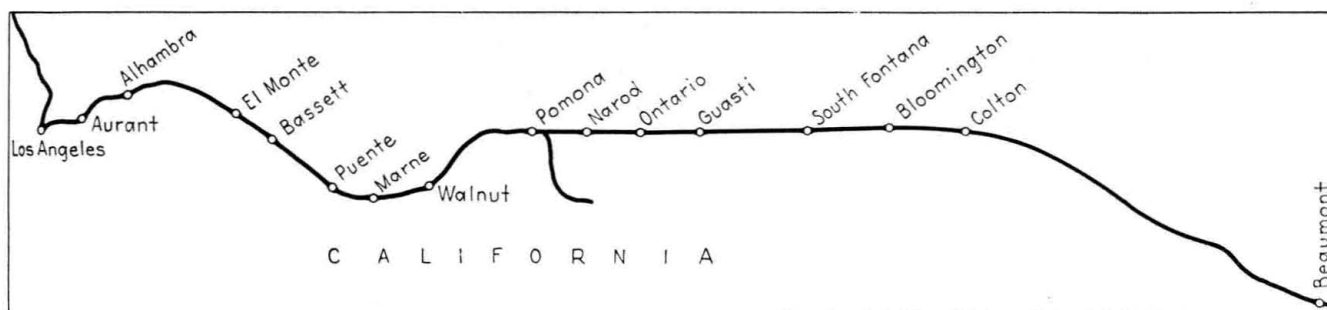 Los Angeles
Aurant
Alhambra
El Monte
Bassett
Puente
Marne
Walnut
Pomona
Narod
Ontario
Guasti
South Fontana
Bloomington
Colton
Beaumont
CALIFORNIA